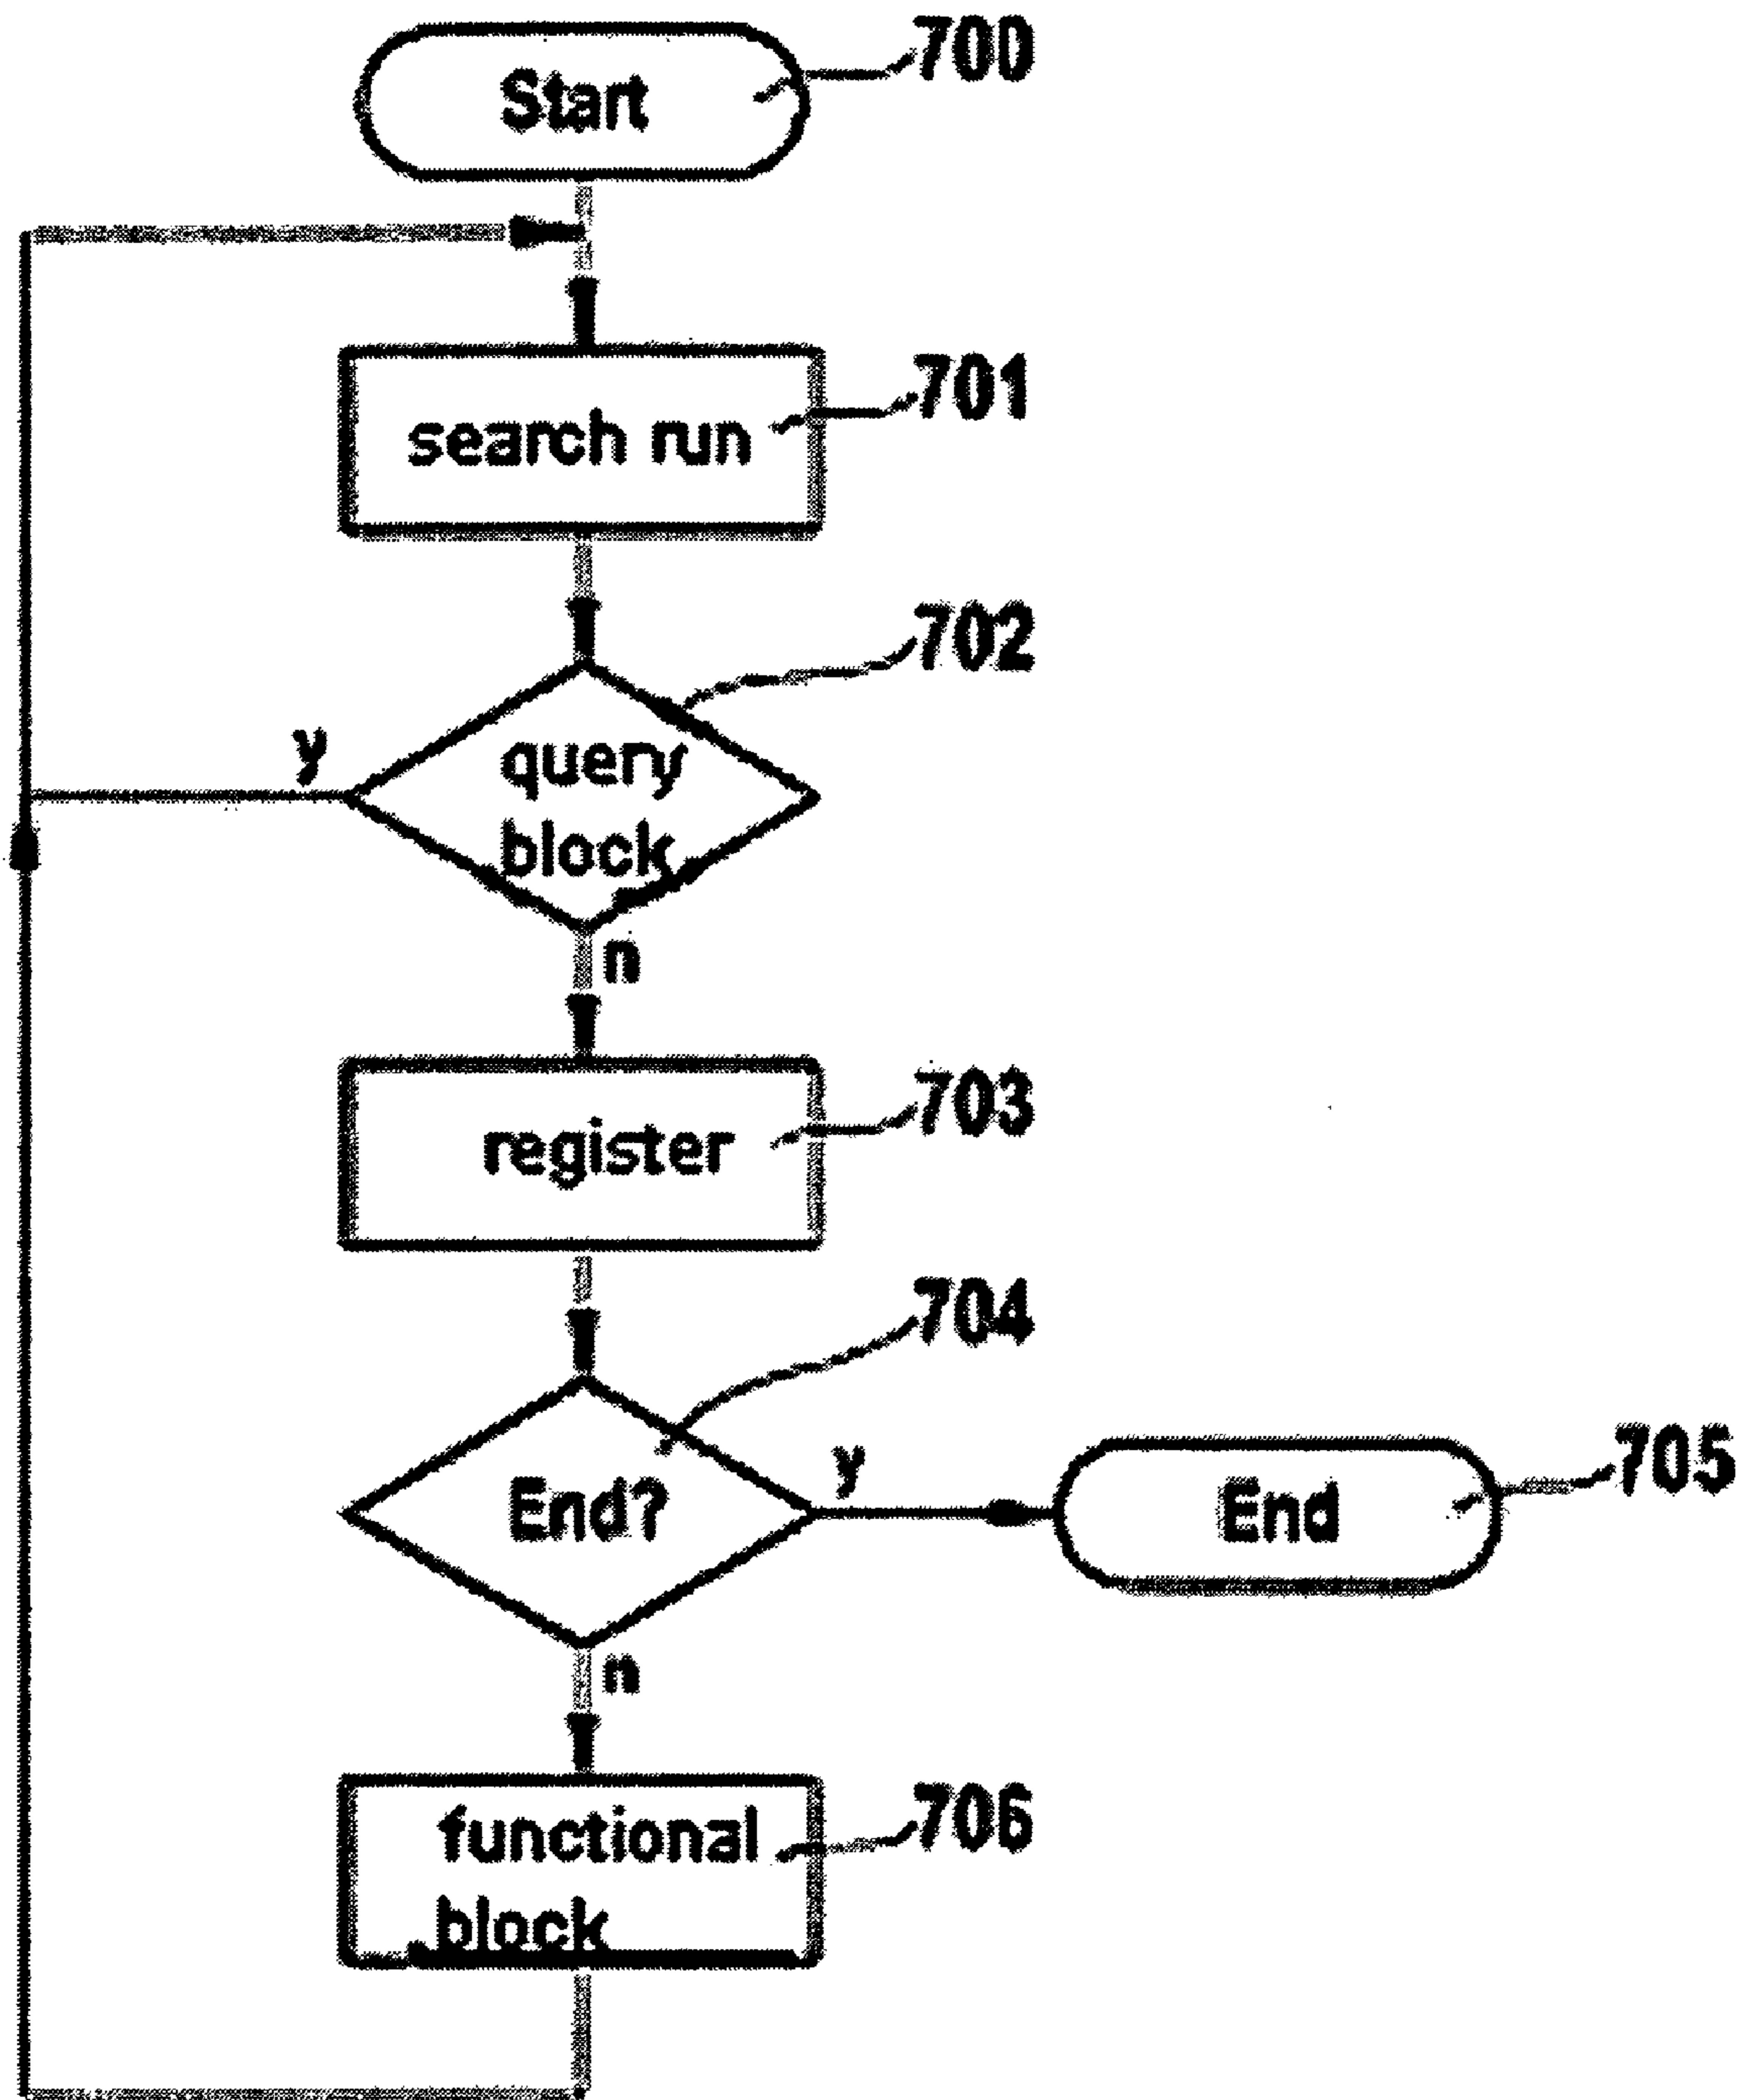 Start
700
search run
701
702
y
query
block
n
register
703
704
End?
y
End
705
n
functional
block
706